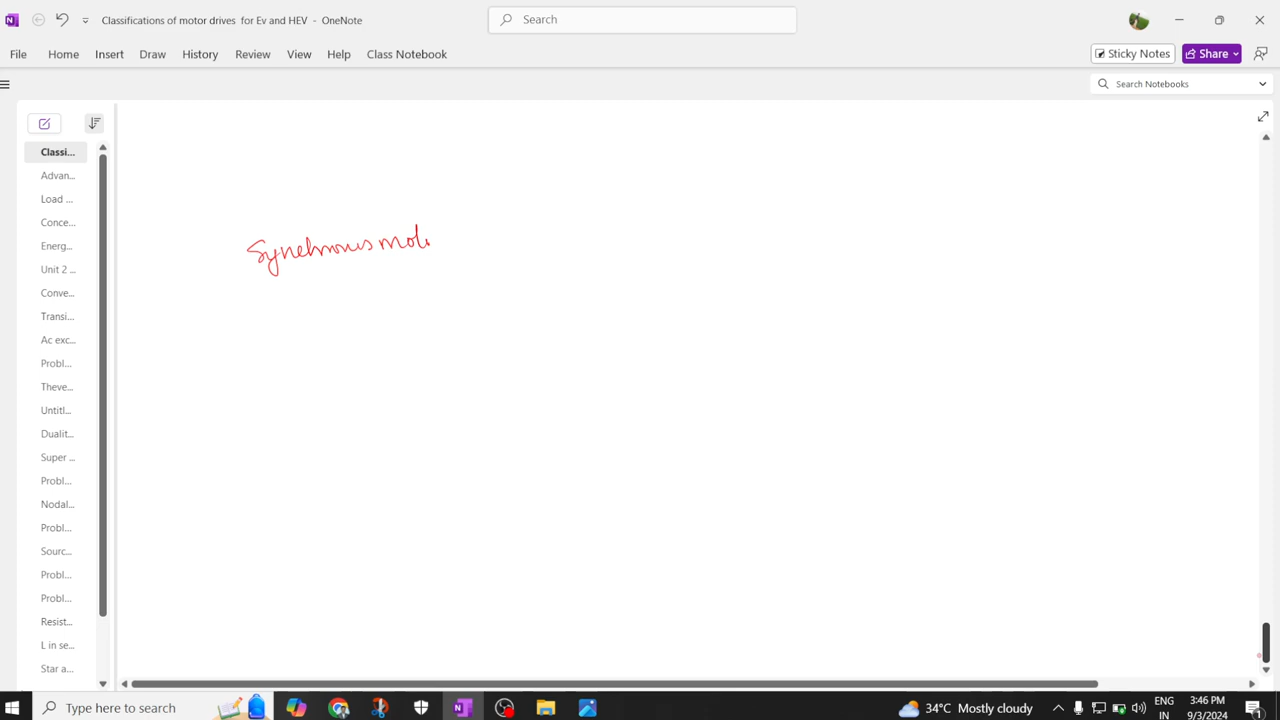 Classifications of motor drives for Ev and HEV - OneNote
Search
File Home Insert Draw History Review View Help Class Notebook
Sticky Notes Share
Search Notebooks
Classi...
Advan...
Load ...
Conce...
Energ...
Unit 2 ...
Conve...
Transi...
Ac exc...
Probl...
Theve...
Untitl...
Dualit...
Super ...
Probl...
Nodal...
Probl...
Sourc...
Probl...
Probl...
Resist...
L in se...
Star a...
Synchronous
Type here to search
34°C Mostly cloudy
ENG
IN
3:46 PM
9/3/2024
1